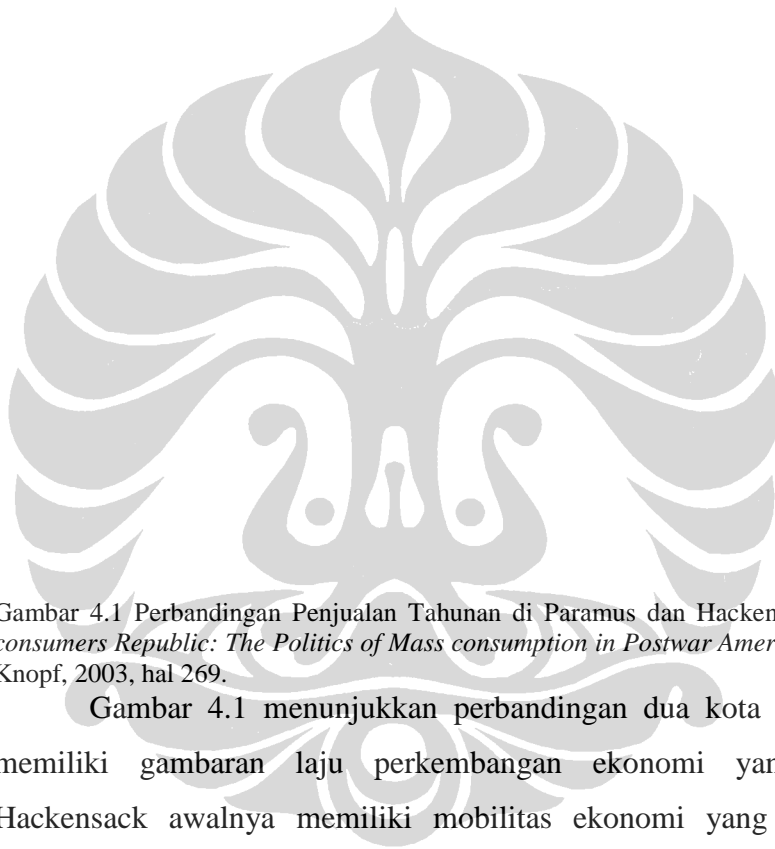 Gambar 4.1 Perbandingan Penjualan Tahunan di Paramus dan Hacken
consumers Republic: The Politics of Mass consumption in Postwar Amer
Knopf, 2003, hal 269.
Gambar 4.1 menunjukkan perbandingan dua kota
memiliki gambaran laju perkembangan ekonomi yan
Hackensack awalnya memiliki mobilitas ekonomi yang